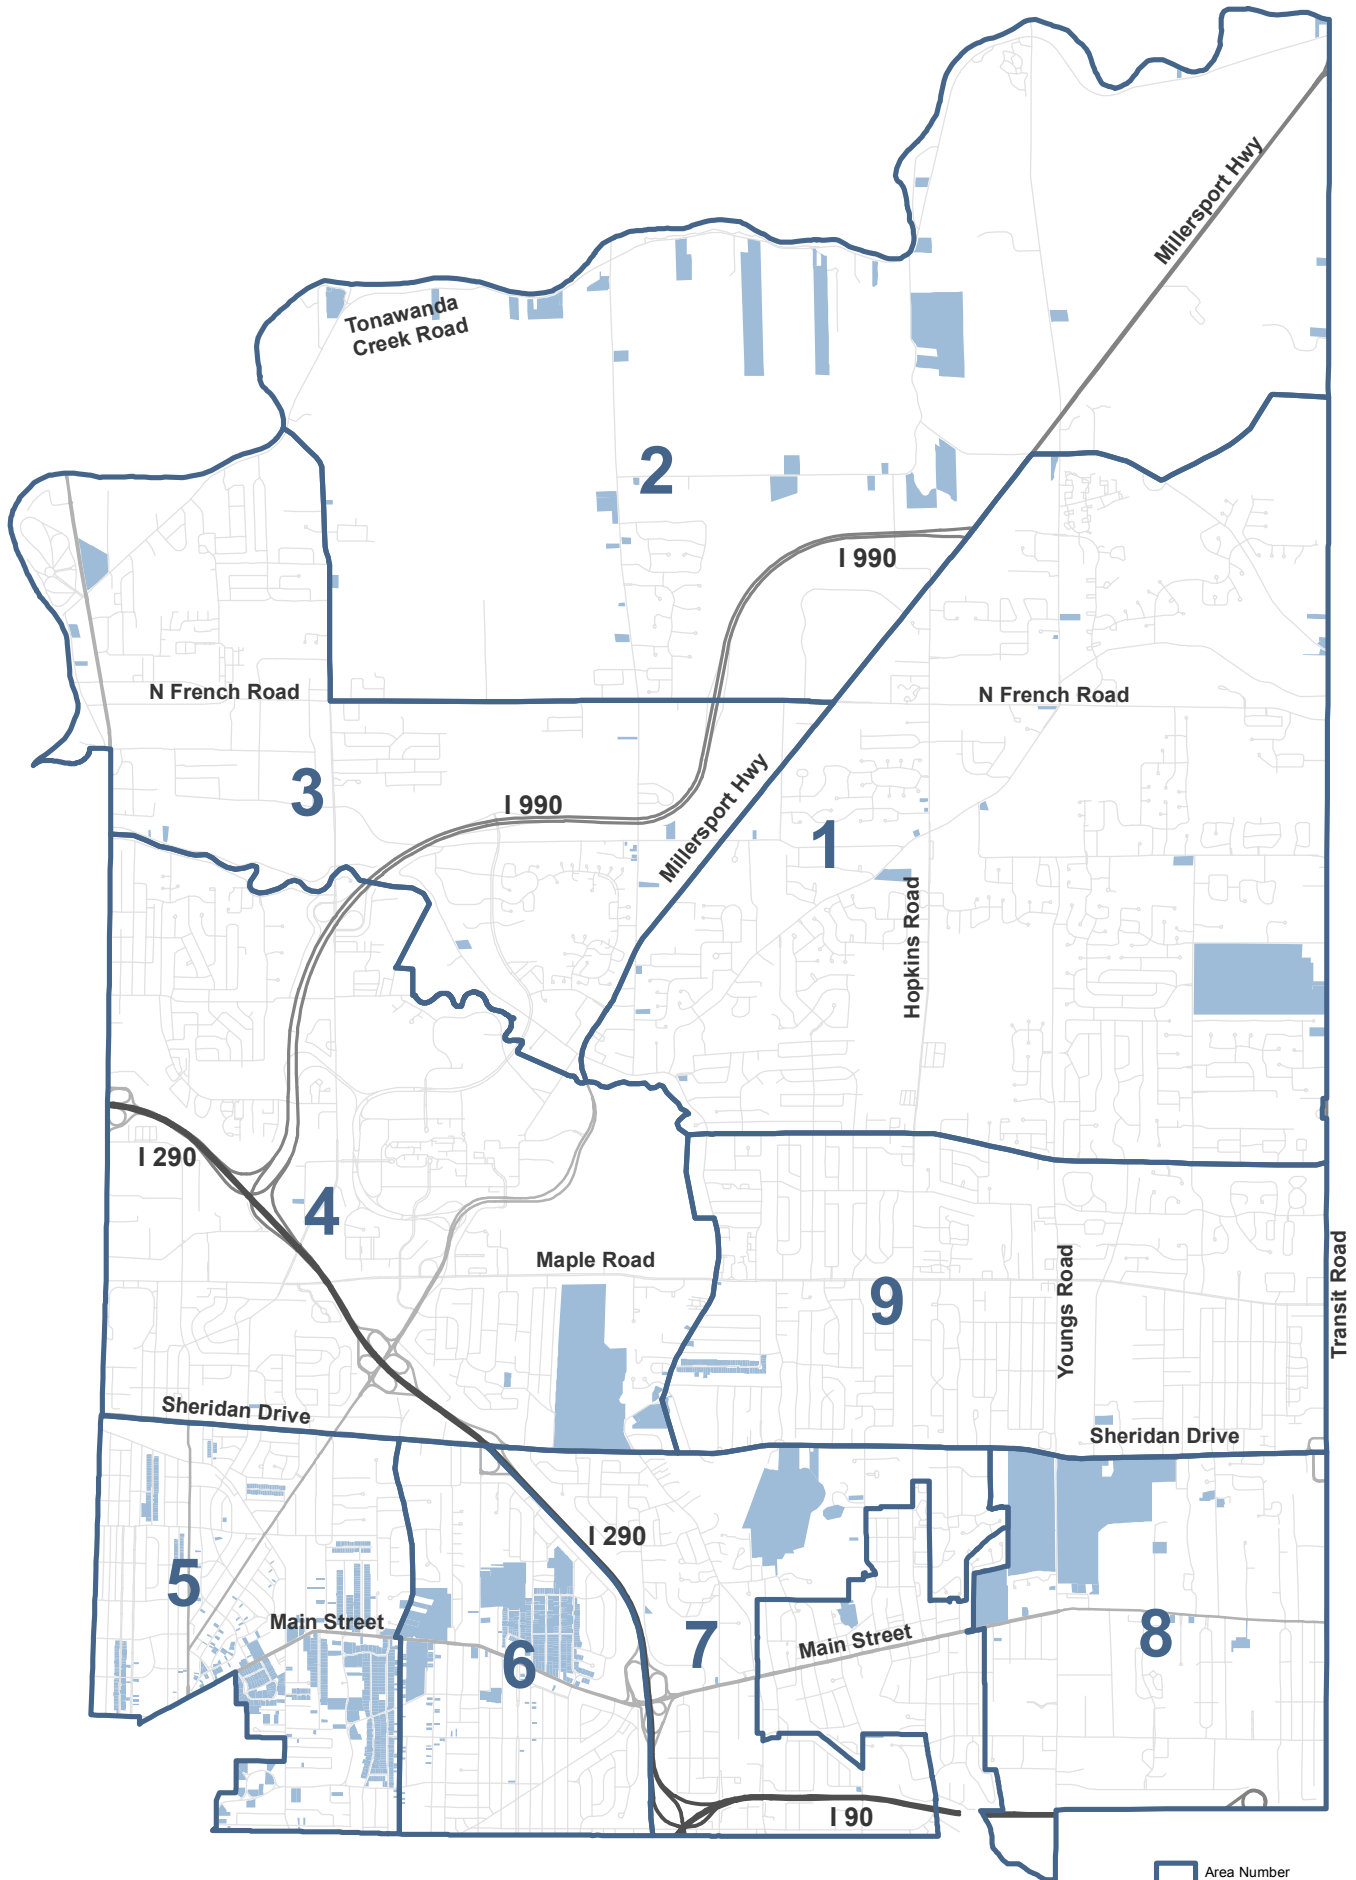 Millersport Hwy
Tonawanda
Creek Road
2
I 990
N French Road
N French Road
3
I 990
Millersport Hwy
1
Hopkins Road
I 290
4
Maple Road
9
Youngs Road
Transit Road
Sheridan Drive
Sheridan Drive
I 290
5
Main Street
6
7
Main Street
8
I 90
Area Number